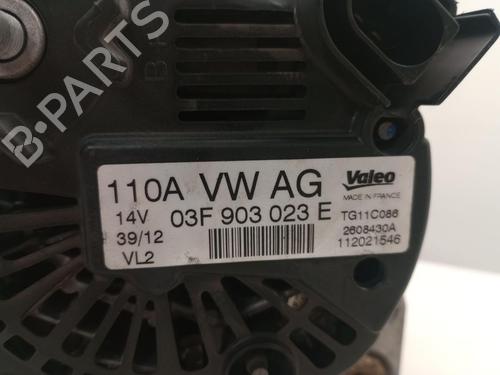 B-PARTS
110A VW AG
Valeo
MADE IN FRANCE
14V
03F 903 023 E
TG11C086
39/12
2608430A
VL2
112021546